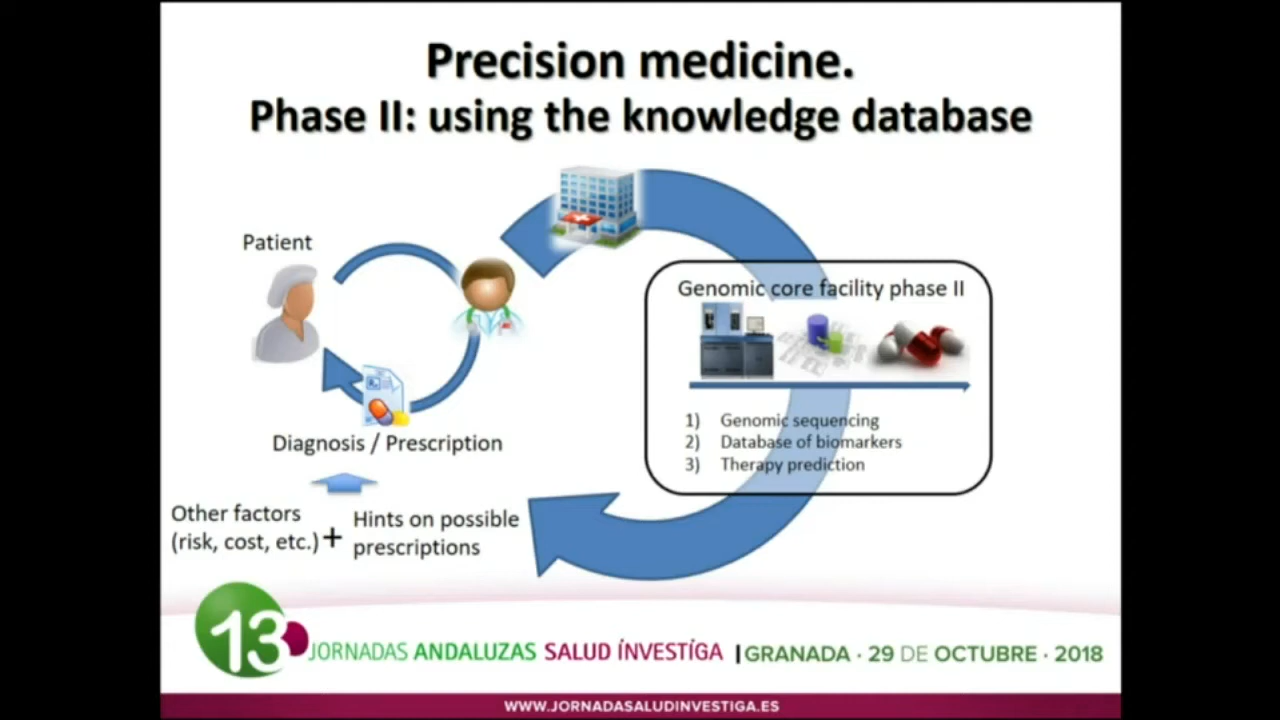 Precision medicine.
Phase II: using the knowledge database
Patient
Genomic core facility phase II
1) Genomic sequencing
2) Database of biomarkers
3) Therapy prediction
Diagnosis / Prescription
Other factors
(risk, cost, etc.)
+
Hints on possible
prescriptions
13 JORNADAS ANDALUZAS SALUD ÍNVESTÍGA | GRANADA · 29 DE OCTUBRE · 2018
WWW.JORNADASALUDINVESTIGA.ES